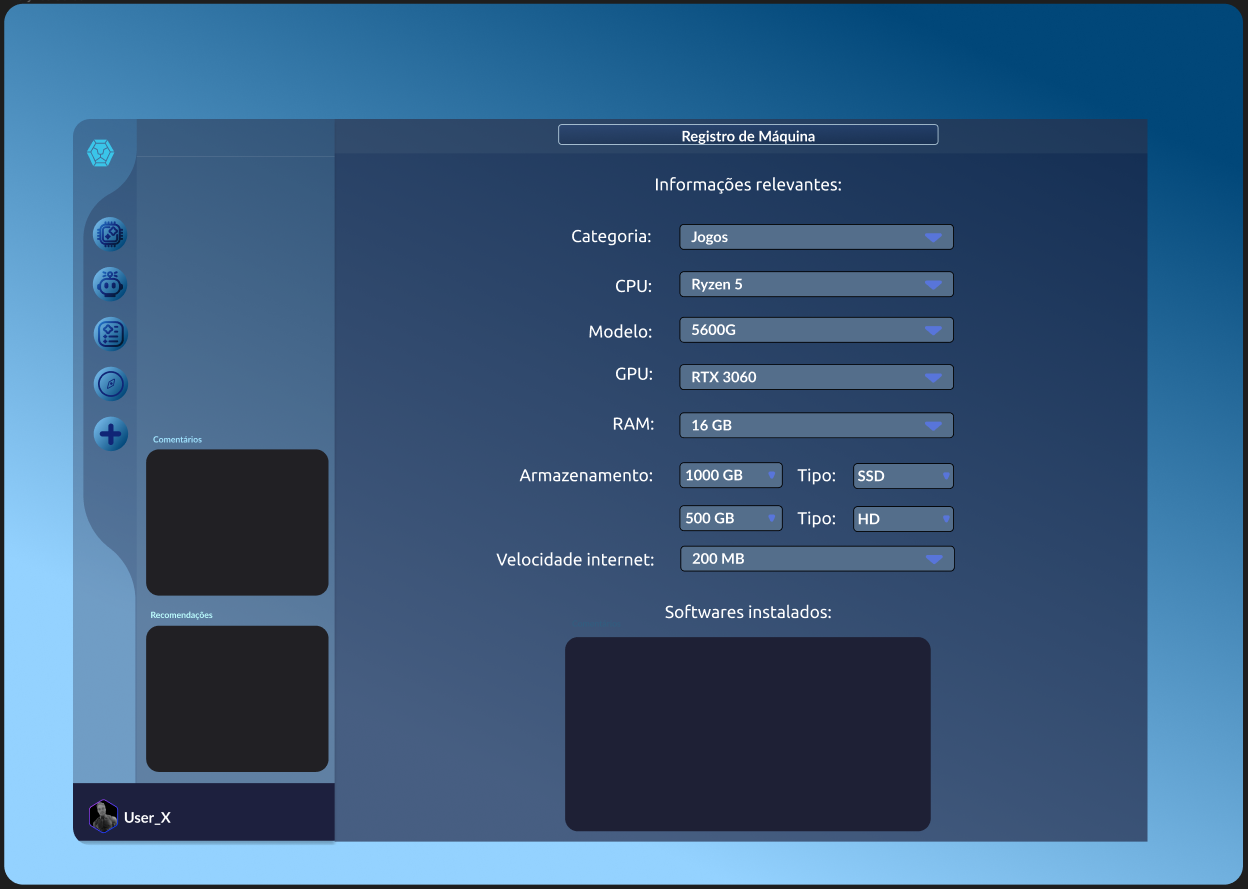 Registro de Máquina
Informações relevantes:
Categoria: Jogos
CPU: Ryzen 5
Modelo: 5600G
GPU: RTX 3060
RAM: 16 GB
Armazenamento: 1000 GB Tipo: SSD
500 GB Tipo: HD
Velocidade internet: 200 MB
Softwares instalados:
Comentários
Recomendações
User_X